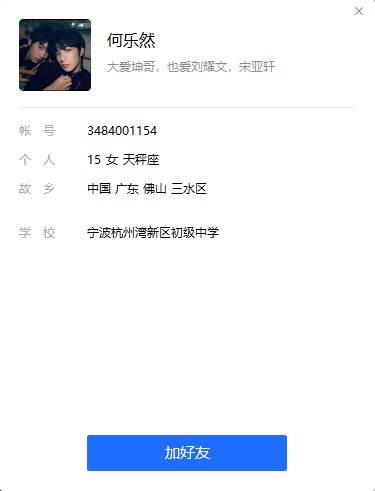 何乐然
大爱坤哥，也爱刘耀文，宋亚轩
帐 号 3484001154
个 人 15 女 天秤座
故 乡 中国 广东 佛山 三水区
学 校 宁波杭州湾新区初级中学
加好友